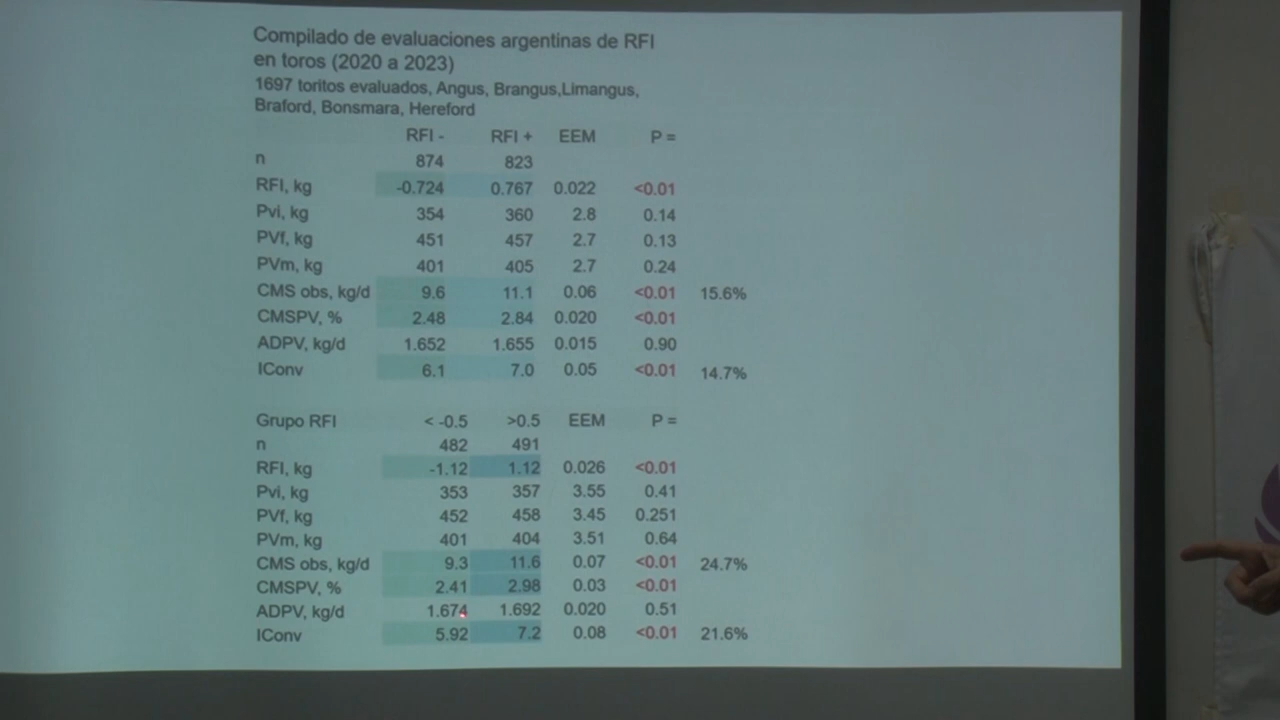 Compilado de evaluaciones argentinas de RFI
en toros (2020 a 2023)
1697 toritos evaluados, Angus, Brangus,Limangus,
Braford, Bonsmara, Hereford
RFI - RFI + EEM P =
n 874 823
RFI, kg -0.724 0.767 0.022 <0.01
Pvi, kg 354 360 2.8 0.14
PVf, kg 451 457 2.7 0.13
PVm, kg 401 405 2.7 0.24
CMS obs, kg/d 9.6 11.1 0.06 <0.01 15.6%
CMSPV, % 2.48 2.84 0.020 <0.01
ADPV, kg/d 1.652 1.655 0.015 0.90
IConv 6.1 7.0 0.05 <0.01 14.7%
Grupo RFI < -0.5 >0.5 EEM P =
n 482 491
RFI, kg -1.12 1.12 0.026 <0.01
Pvi, kg 353 357 3.55 0.41
PVf, kg 452 458 3.45 0.251
PVm, kg 401 404 3.51 0.64
CMS obs, kg/d 9.3 11.6 0.07 <0.01 24.7%
CMSPV, % 2.41 2.98 0.03 <0.01
ADPV, kg/d 1.674 1.692 0.020 0.51
IConv 5.92 7.2 0.08 <0.01 21.6%